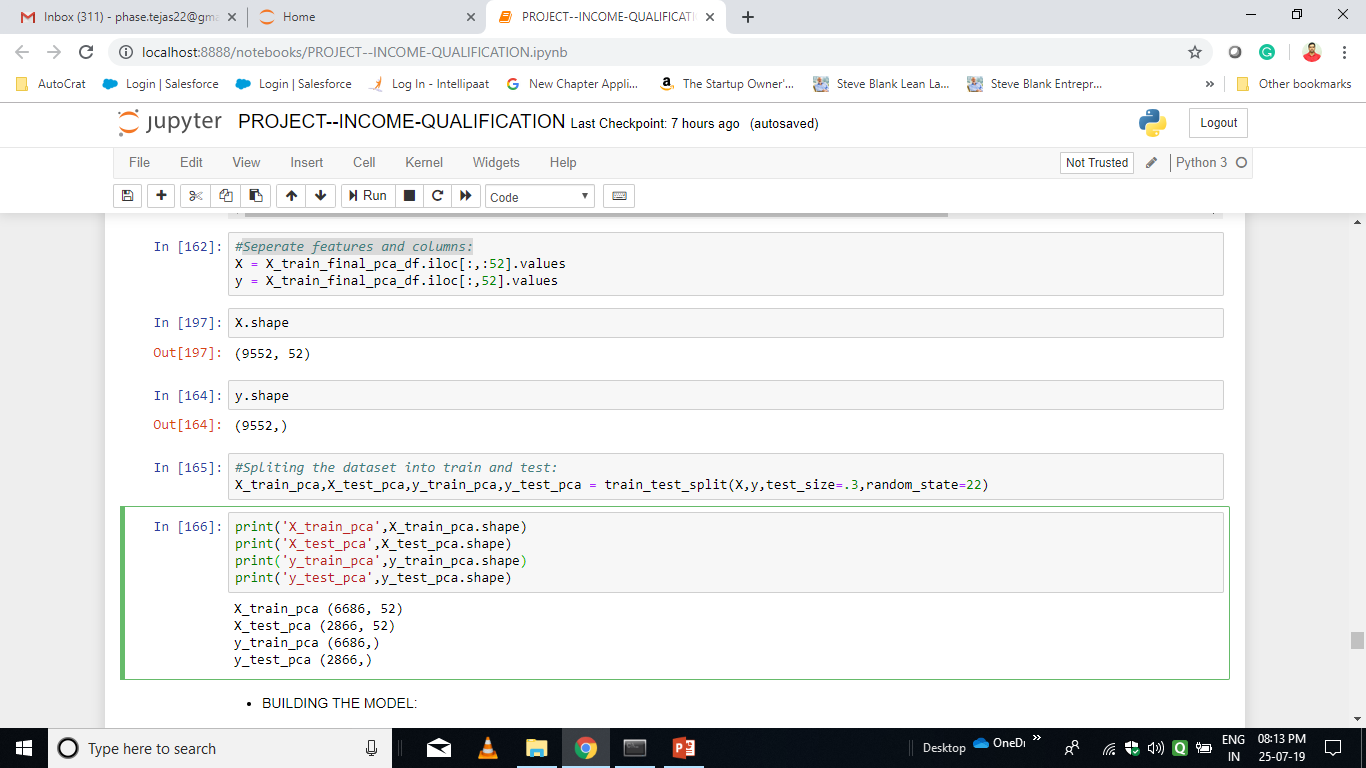 Inbox (311) - phase.tejas22@gma
Home
PROJECT--INCOME-QUALIFICATI
localhost:8888/notebooks/PROJECT--INCOME-QUALIFICATION.ipynb
AutoCrat
Login | Salesforce
Login | Salesforce
Log In - Intellipaat
New Chapter Appli...
The Startup Owner'...
Steve Blank Lean La...
Steve Blank Entrepr...
»
Other bookmarks
jupyter PROJECT--INCOME-QUALIFICATION Last Checkpoint: 7 hours ago (autosaved)
Logout
File Edit View Insert Cell Kernel Widgets Help
Not Trusted
Python 3
Run
Code
In [162]: #Seperate features and columns:
X = X_train_final_pca_df.iloc[:,:52].values
y = X_train_final_pca_df.iloc[:,52].values
In [197]: X.shape
Out[197]: (9552, 52)
In [164]: y.shape
Out[164]: (9552,)
In [165]: #Spliting the dataset into train and test:
X_train_pca,X_test_pca,y_train_pca,y_test_pca = train_test_split(X,y,test_size=.3,random_state=22)
In [166]: print('X_train_pca',X_train_pca.shape)
print('X_test_pca',X_test_pca.shape)
print('y_train_pca',y_train_pca.shape)
print('y_test_pca',y_test_pca.shape)
X_train_pca (6686, 52)
X_test_pca (2866, 52)
y_train_pca (6686,)
y_test_pca (2866,)
• BUILDING THE MODEL:
Type here to search
Desktop
OneDr
»
ENG
IN
08:13 PM
25-07-19